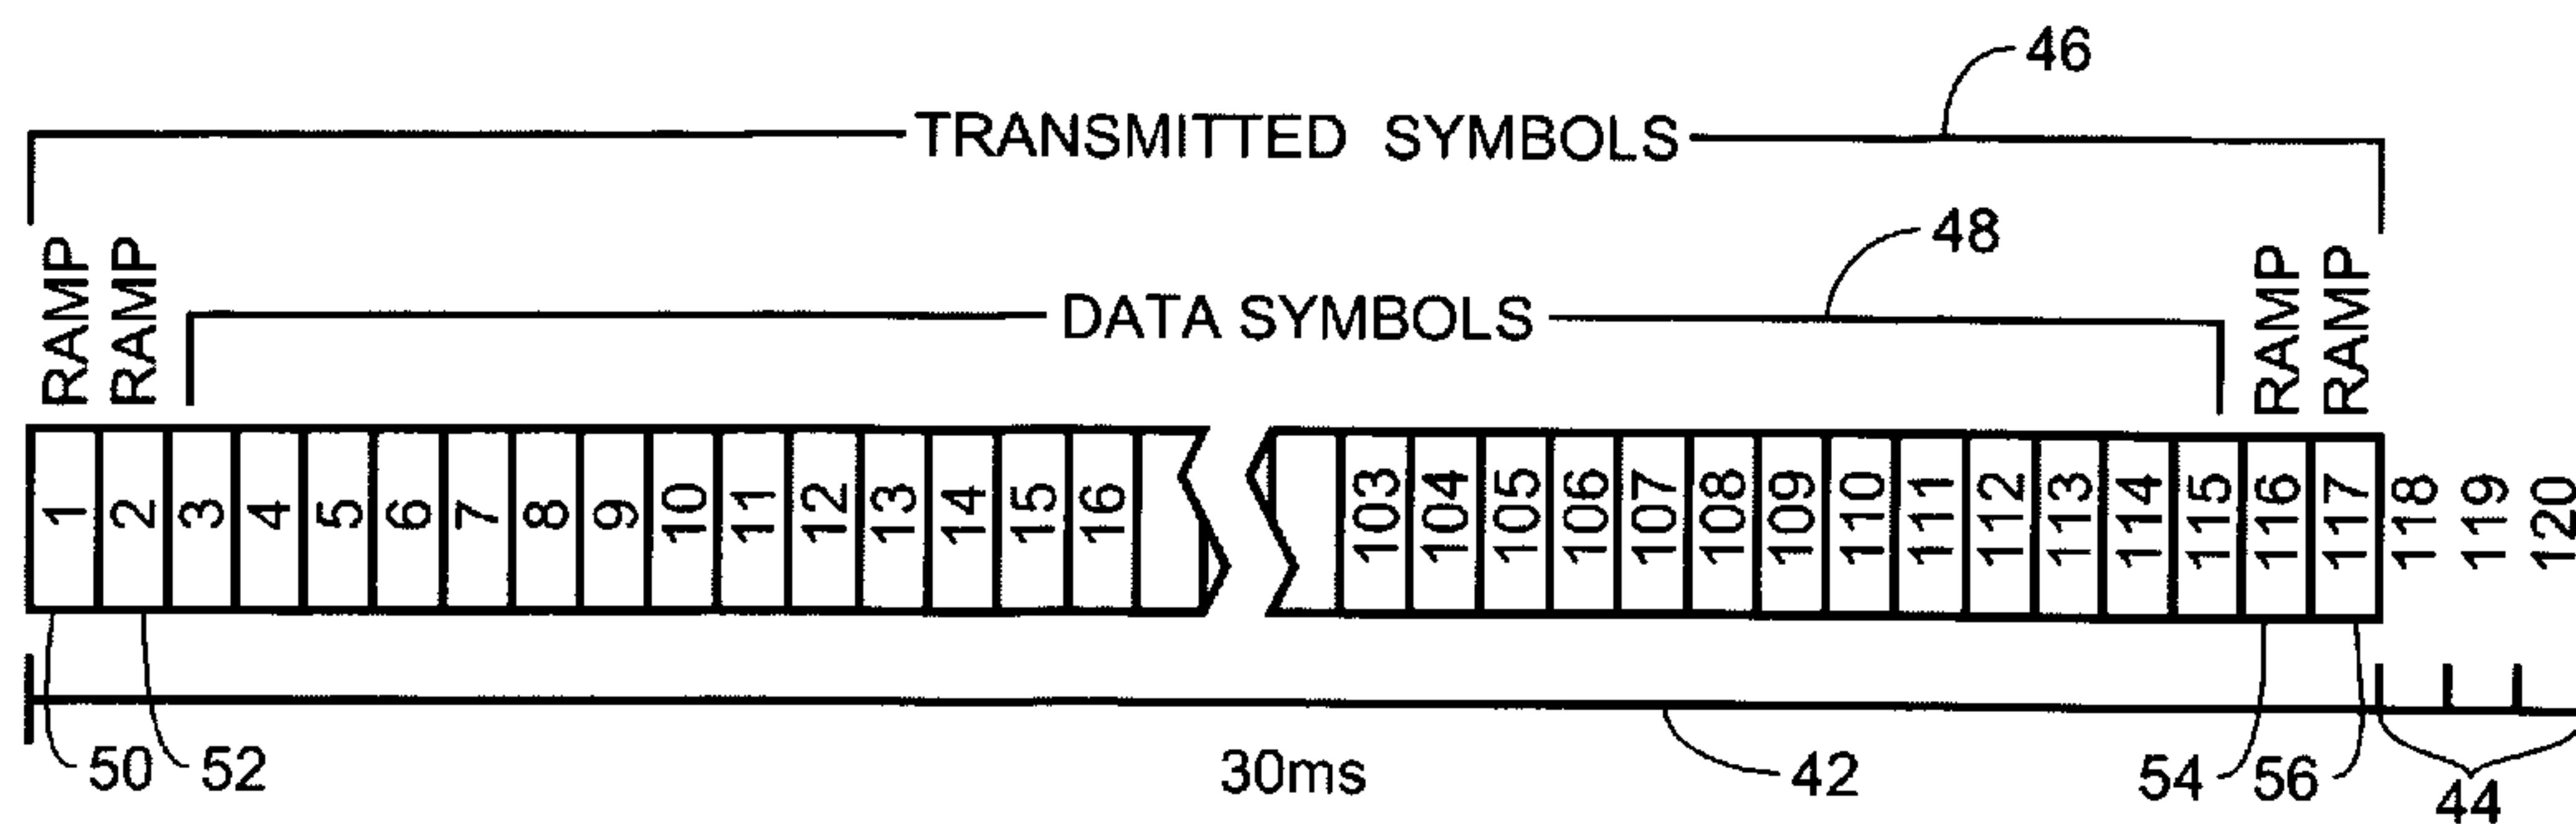 46
TRANSMITTED SYMBOLS
48
DATA SYMBOLS
RAMP RAMP RAMP RAMP
1 2 3 4 5 6 7 8 9 10 11 12 13 14 15 16 103 104 105 106 107 108 109 110 111 112 113 114 115 116 117 118 119 120
50 52 30ms 42 54 56 44